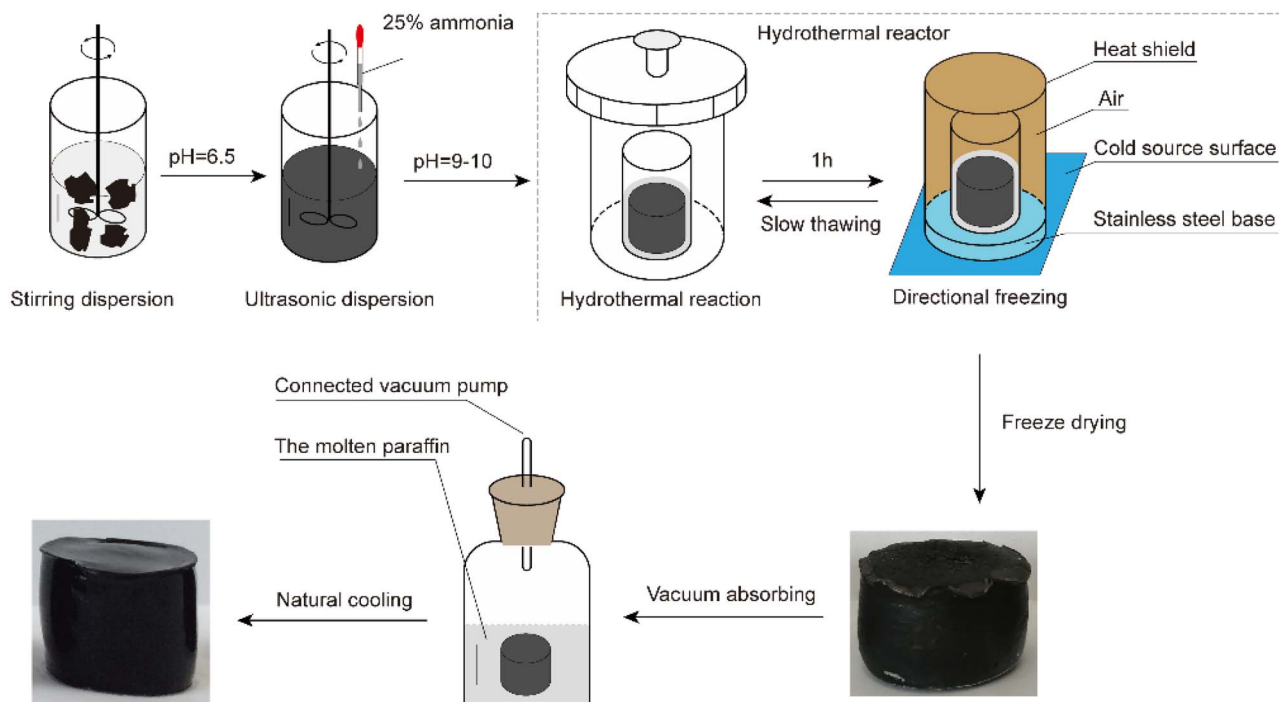 25% ammonia
Hydrothermal reactor
Heat shield
Air
Cold source surface
Stainless steel base
pH=6.5
pH=9-10
1h
Slow thawing
Stirring dispersion
Ultrasonic dispersion
Hydrothermal reaction
Directional freezing
Connected vacuum pump
The molten paraffin
Freeze drying
Natural cooling
Vacuum absorbing